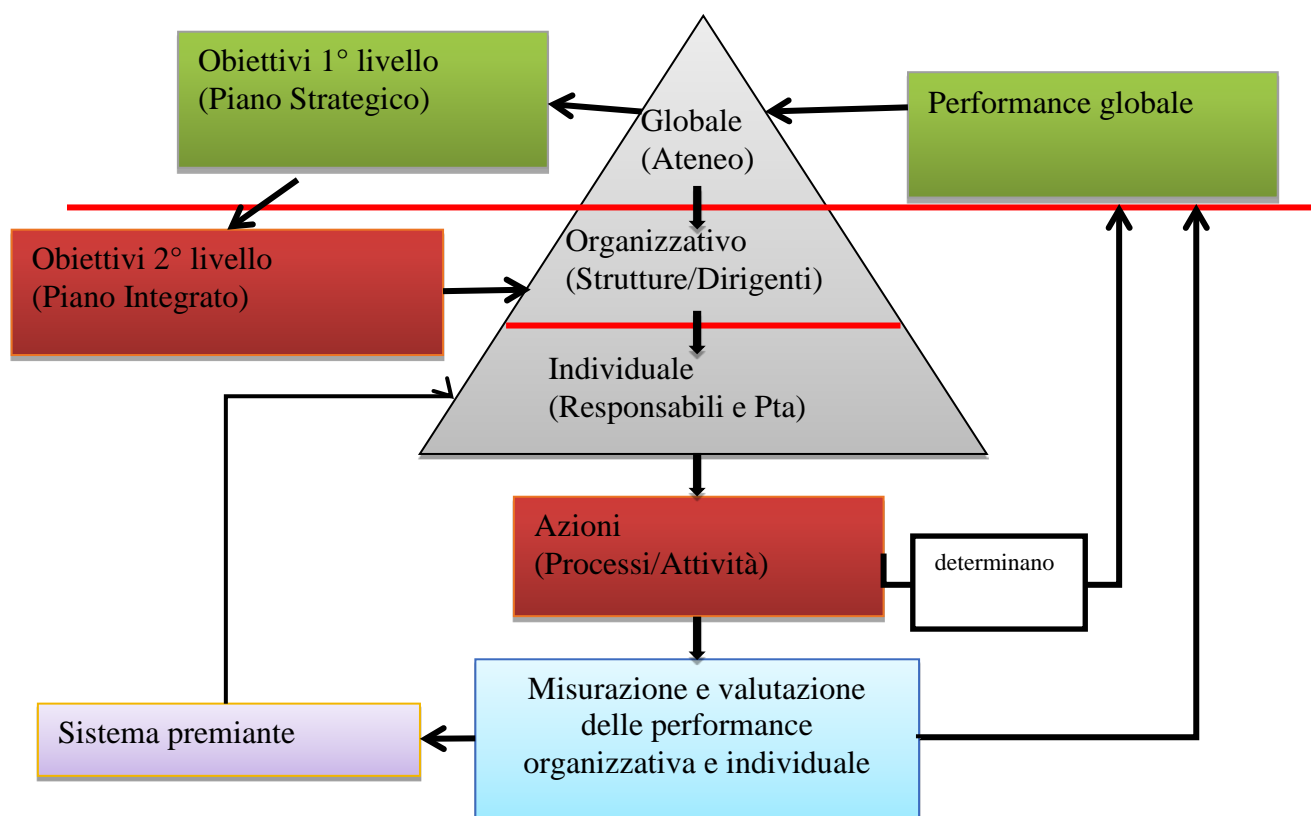 Obiettivi 1° livello
(Piano Strategico)
Performance globale
Globale
(Ateneo)
Obiettivi 2° livello
(Piano Integrato)
Organizzativo
(Strutture/Dirigenti)
Individuale
(Responsabili e Pta)
Azioni
(Processi/Attività)
determinano
Misurazione e valutazione
delle performance
organizzativa e individuale
Sistema premiante